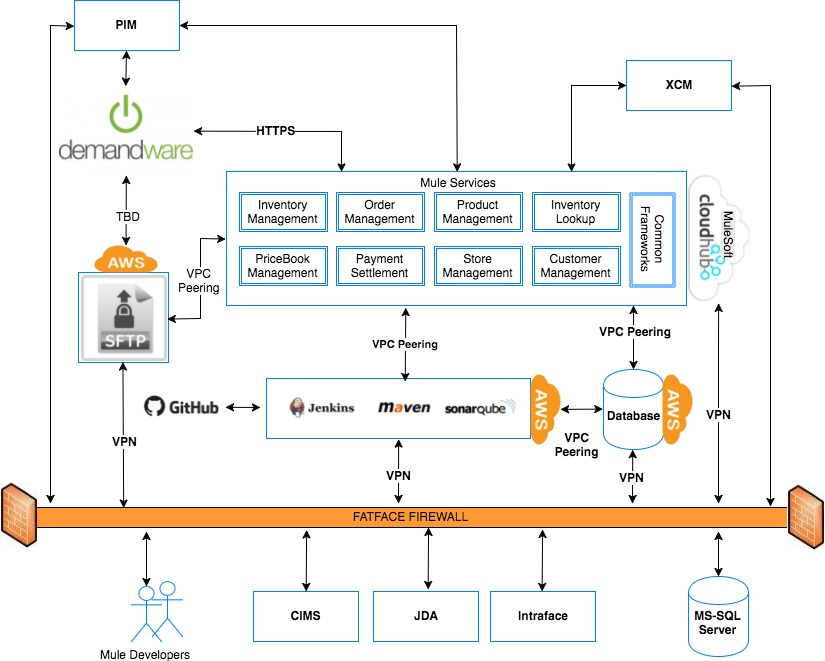 PIM
XCM
demandware
HTTPS
Mule Services
Inventory
Management
Order
Management
Product
Management
Inventory
Lookup
Common
Frameworks
PriceBook
Management
Payment
Settlement
Store
Management
Customer
Management
MuleSoft
cloudhub
TBD
AWS
SFTP
VPC
Peering
VPC Peering
VPC Peering
GitHub
Jenkins
maven
sonarqube
AWS
VPC
Peering
Database
AWS
VPN
VPN
VPN
VPN
FATFACE FIREWALL
Mule Developers
CIMS
JDA
Intraface
MS-SQL
Server